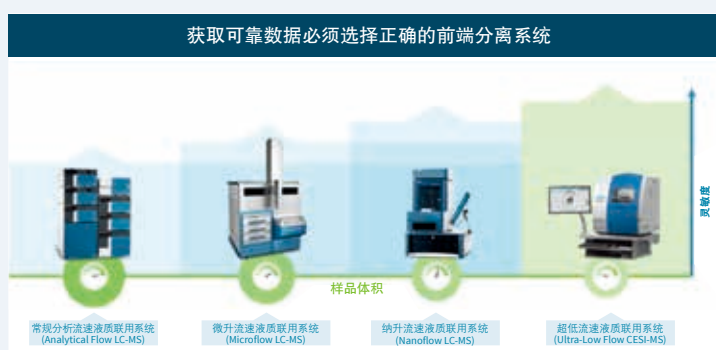 获取可靠数据必须选择正确的前端分离系统
灵敏度
样品体积
常规分析流速液质联用系统
(Analytical Flow LC-MS)
微升流速液质联用系统
(Microflow LC-MS)
纳升流速液质联用系统
(Nanoflow LC-MS)
超低流速液质联用系统
(Ultra-Low Flow CESI-MS)